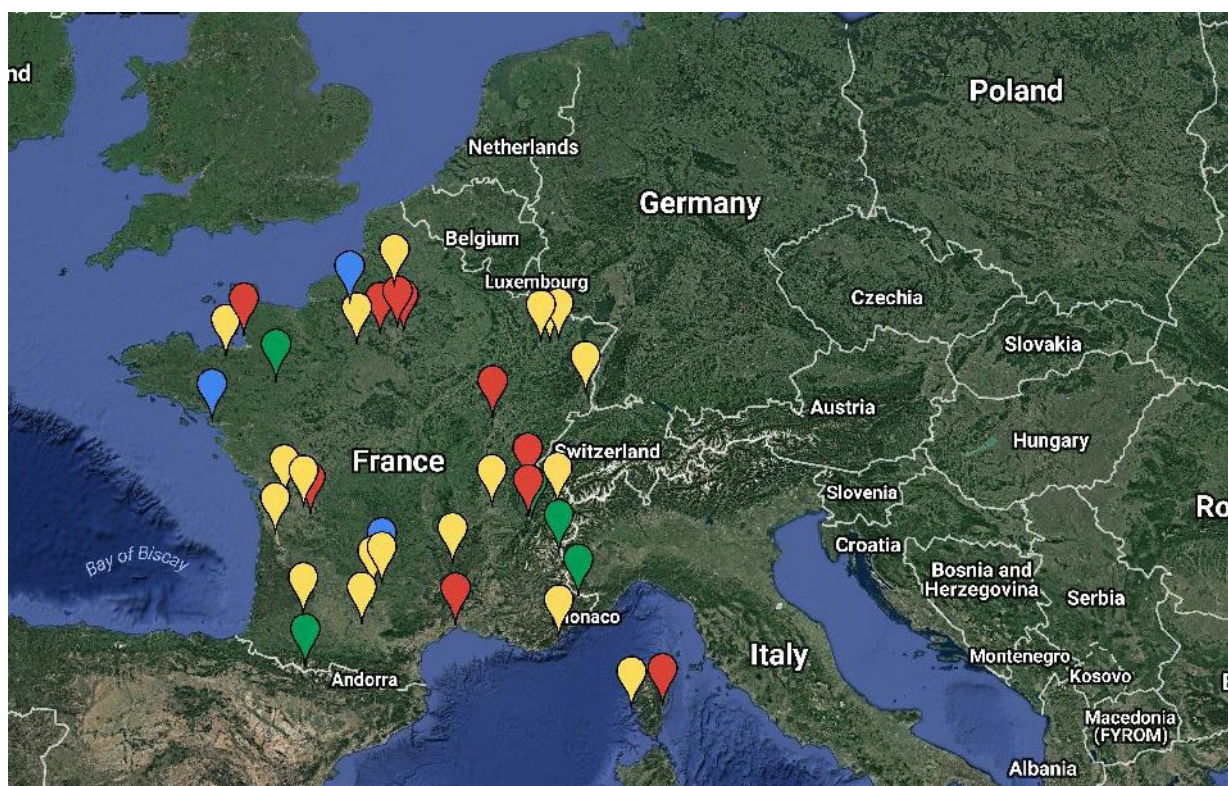 nd
Poland
Netherlands
Germany
Belgium
Luxembourg
Czechia
Slovakia
Austria
Hungary
Switzerland
France
Slovenia
Ro
Croatia
Bay of Biscay
Bosnia and
Herzegovina
Serbia
onaco
Italy
Montenegro
Kosovo
Andorra
Macedonia
(FYROM)
Albania